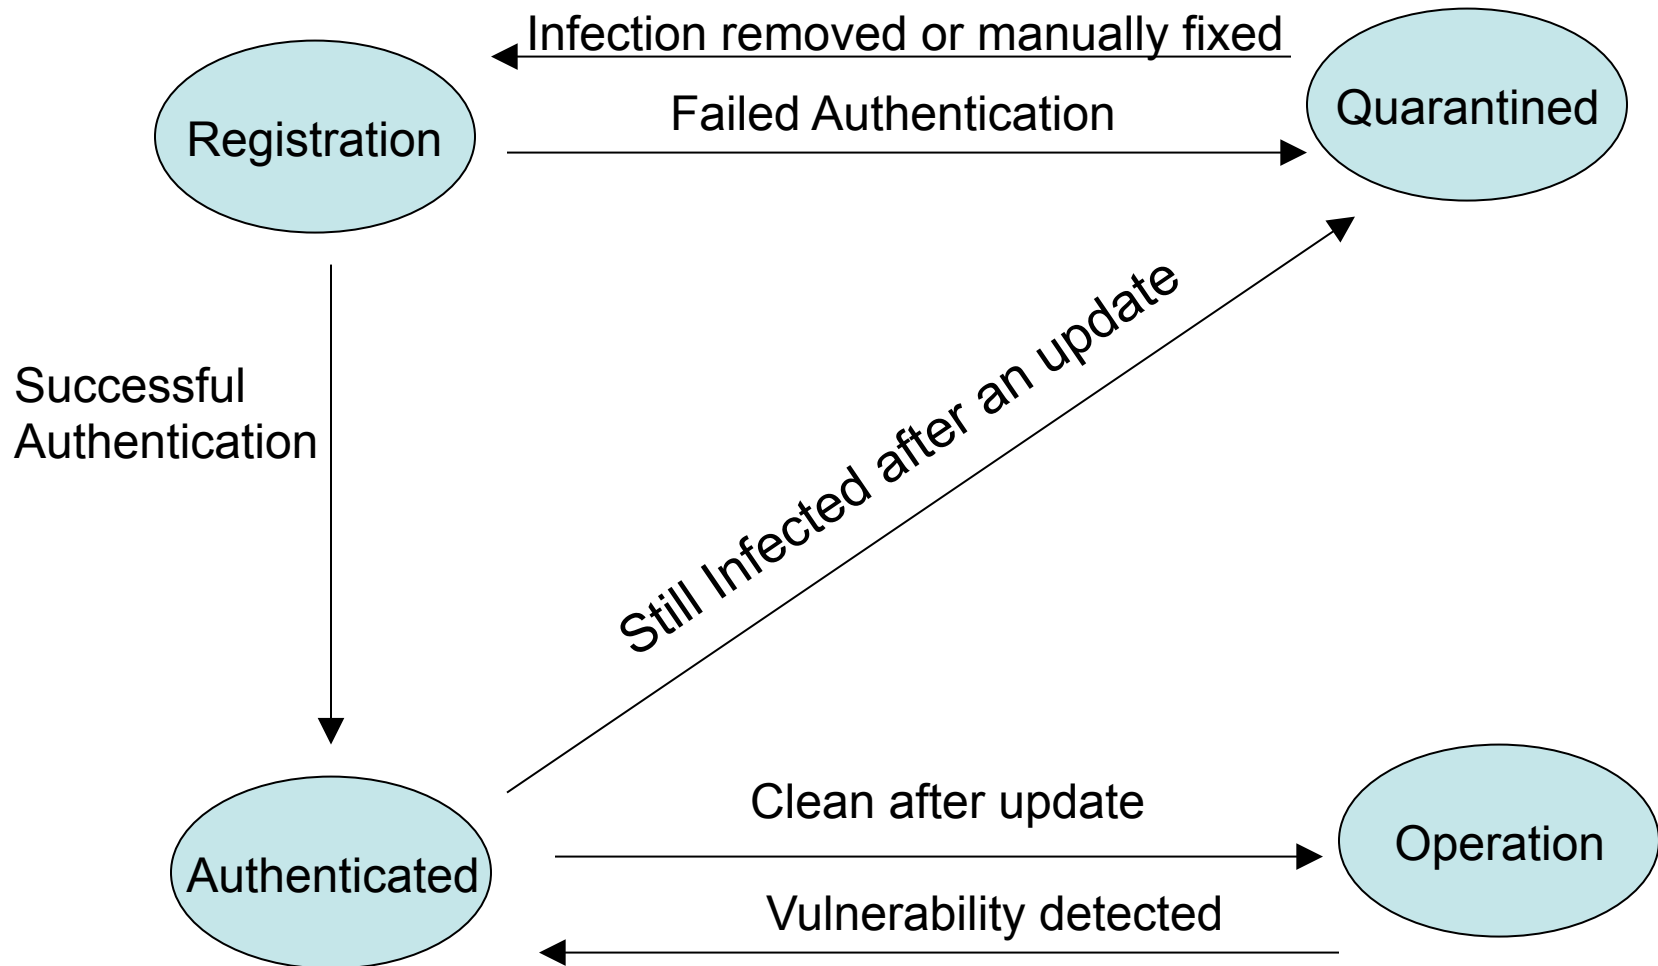 Infection removed or manually fixed
Quarantined
Failed Authentication
Registration
Still Infected after an update
Successful
Authentication
Clean after update
Operation
Authenticated
Vulnerability detected